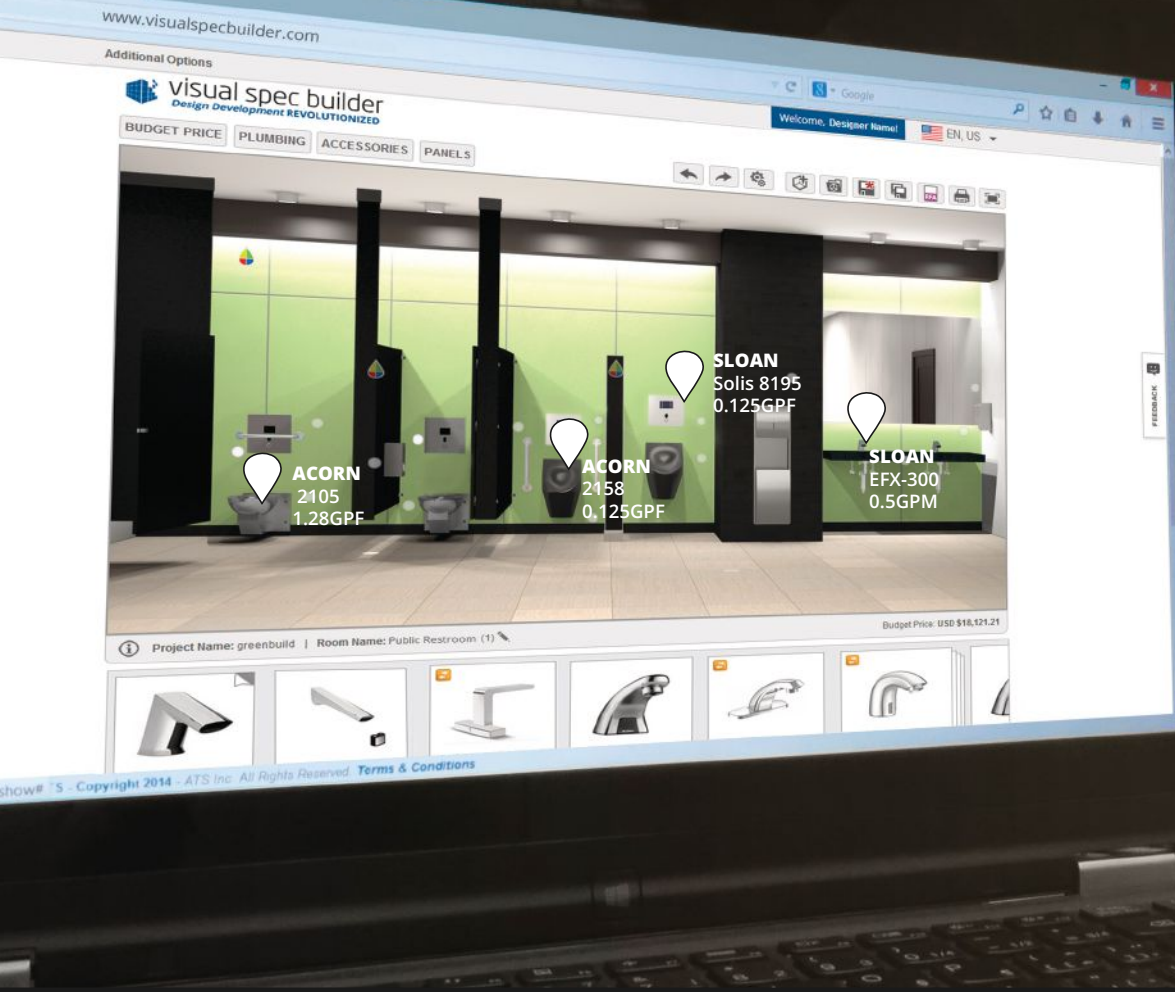 www.visualspecbuilder.com
Google
Additional Options
visual spec builder
Design Development REVOLUTIONIZED
Welcome, Designer Name!
EN, US
BUDGET PRICE
PLUMBING
ACCESSORIES
PANELS
SLOAN
Solis 8195
0.125GPF
ACORN
2105
1.28GPF
ACORN
2158
0.125GPF
SLOAN
EFX-300
0.5GPM
FEEDBACK
Budget Price: USD $18,121.21
Project Name: greenbuild | Room Name: Public Restroom (1)
show# 'S - Copyright 2014 - ATS Inc. All Rights Reserved. Terms & Conditions